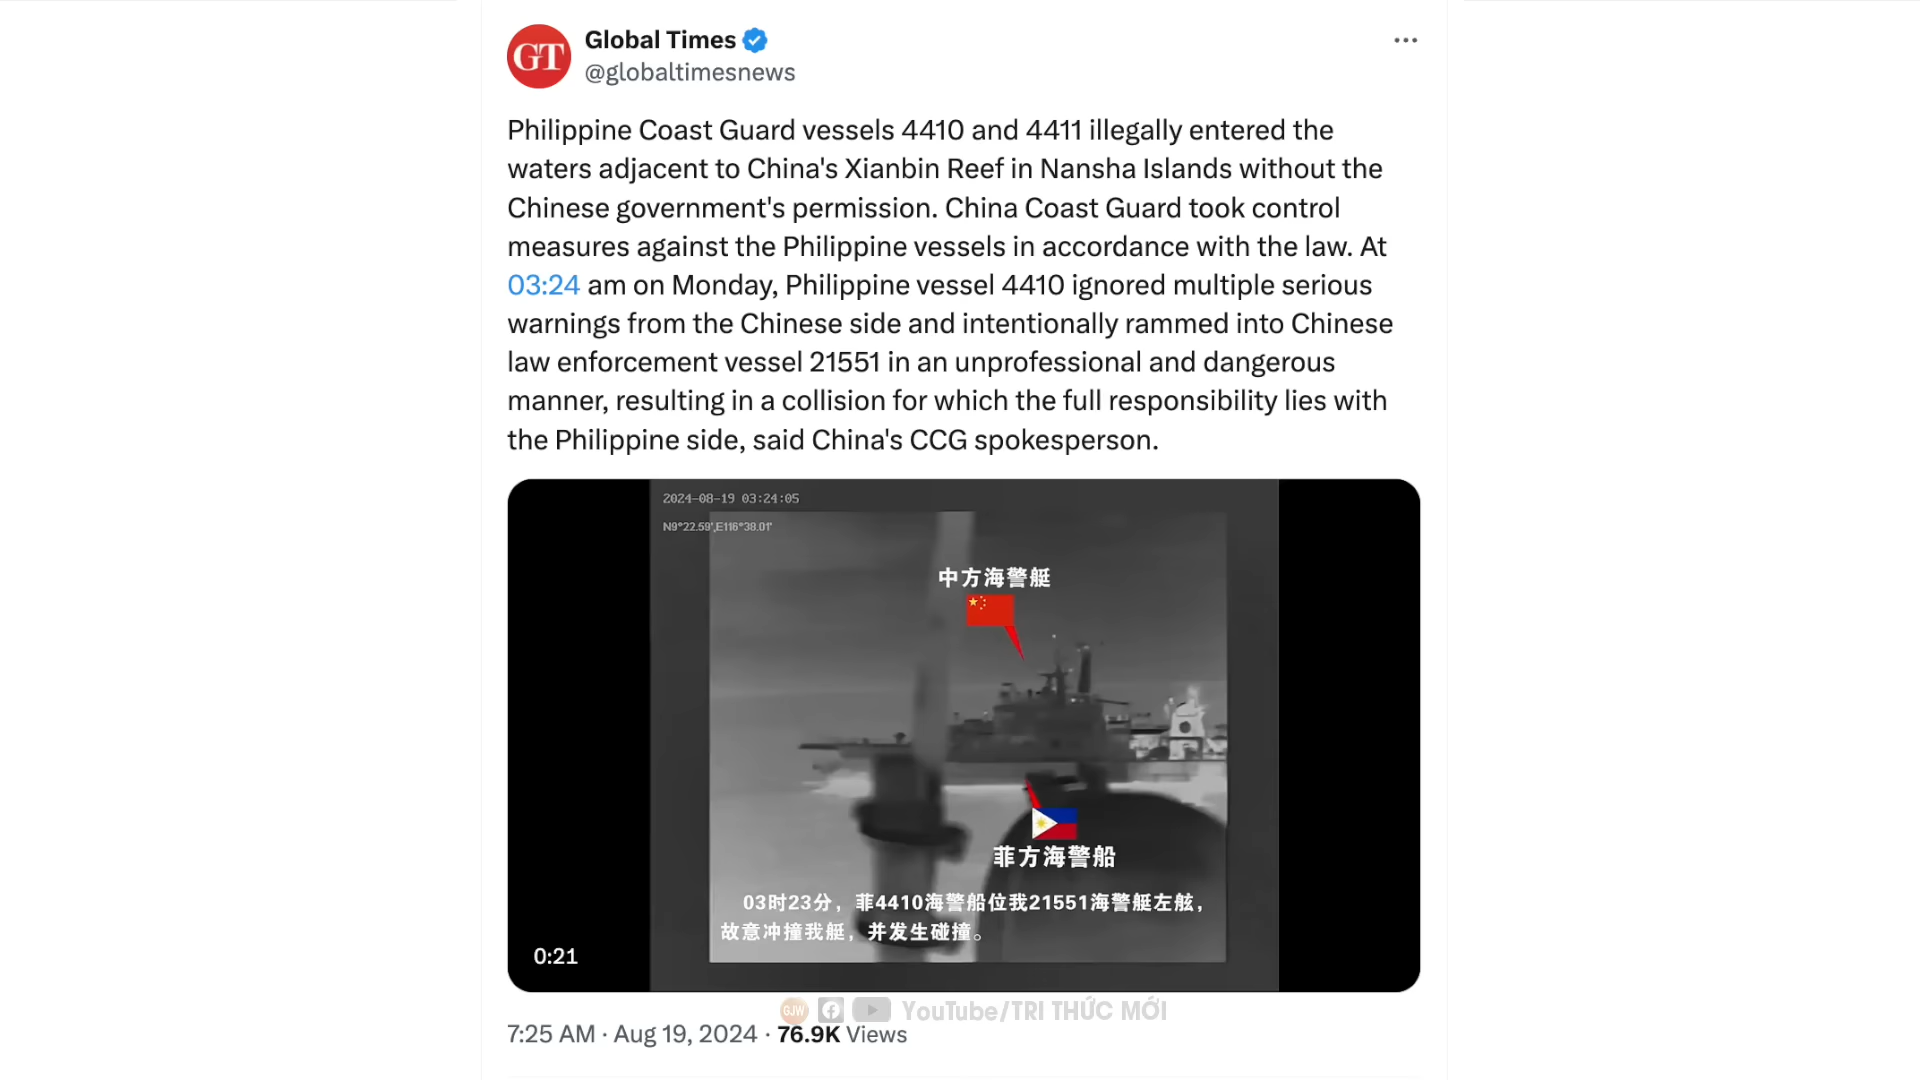 GT
Global Times
@globaltimesnews
Philippine Coast Guard vessels 4410 and 4411 illegally entered the
waters adjacent to China's Xianbin Reef in Nansha Islands without the
Chinese government's permission. China Coast Guard took control
measures against the Philippine vessels in accordance with the law. At
03:24 am on Monday, Philippine vessel 4410 ignored multiple serious
warnings from the Chinese side and intentionally rammed into Chinese
law enforcement vessel 21551 in an unprofessional and dangerous
manner, resulting in a collision for which the full responsibility lies with
the Philippine side, said China's CCG spokesperson.
2024-08-19 03:24:05
N9°22.59',E116°38.01'
中方海警艇
菲方海警船
03时23分，菲4410海警船位我21551海警艇左舷，
故意冲撞我艇，并发生碰撞。
0:21
GJW YouTube/TRI THỨC MỚI
7:25 AM · Aug 19, 2024 · 76.9K Views